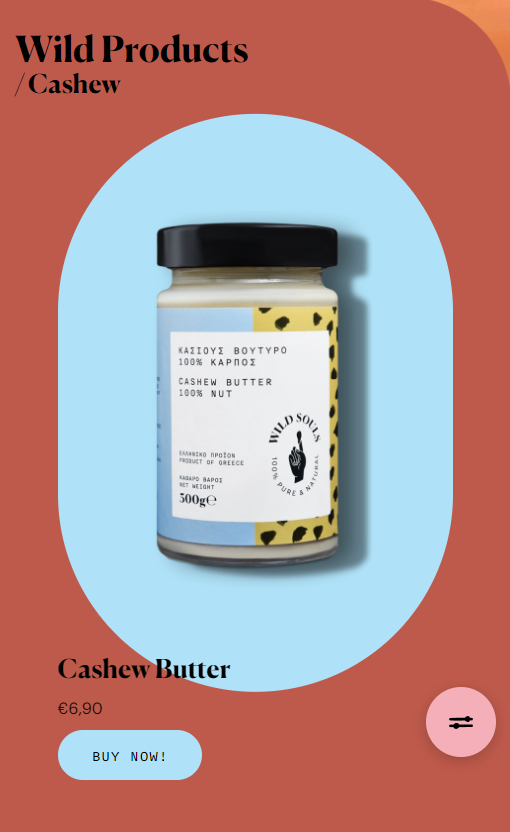 Wild Products
/ Cashew
ΚΑΣΙΟΥΣ ΒΟΥΤΥΡΟ
100% ΚΑΡΠΟΣ
CASHEW BUTTER
100% NUT
WILD SOULS
100% PURE & NATURAL
ΕΛΛΗΝΙΚΟ ΠΡΟΪΟΝ
PRODUCT OF GREECE
ΚΑΘΑΡΟ ΒΑΡΟΣ
NET WEIGHT
300g℮
Cashew Butter
€6,90
BUY NOW!